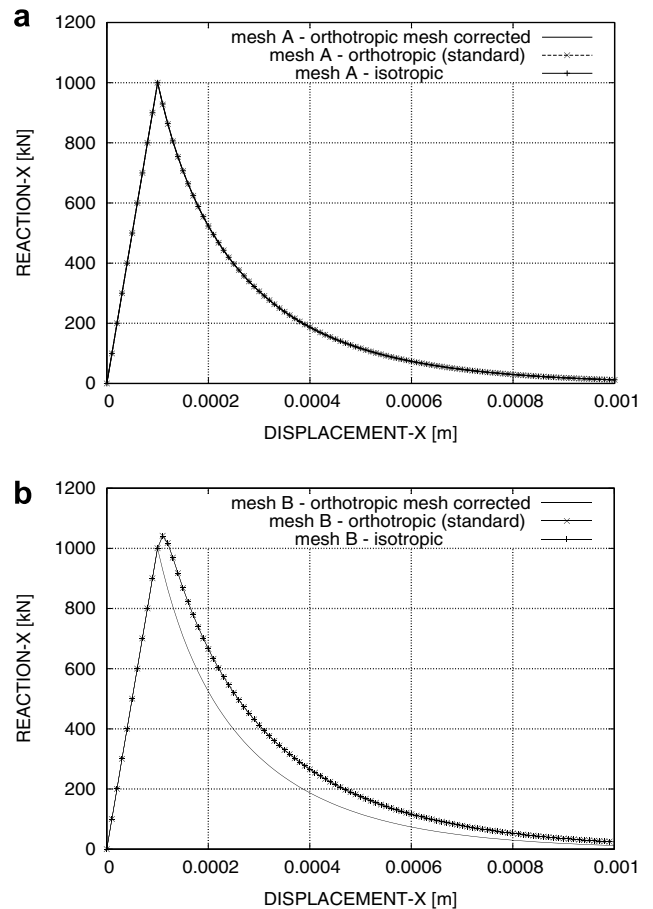 a
1200
mesh A - orthotropic mesh corrected
mesh A - orthotropic (standard)
mesh A - isotropic
1000
800
600
400
200
0
REACTION-X [kN]
0 0.0002 0.0004 0.0006 0.0008 0.001
DISPLACEMENT-X [m]
b
1200
mesh B - orthotropic mesh corrected
mesh B - orthotropic (standard)
mesh B - isotropic
1000
800
600
400
200
0
REACTION-X [kN]
0 0.0002 0.0004 0.0006 0.0008 0.001
DISPLACEMENT-X [m]